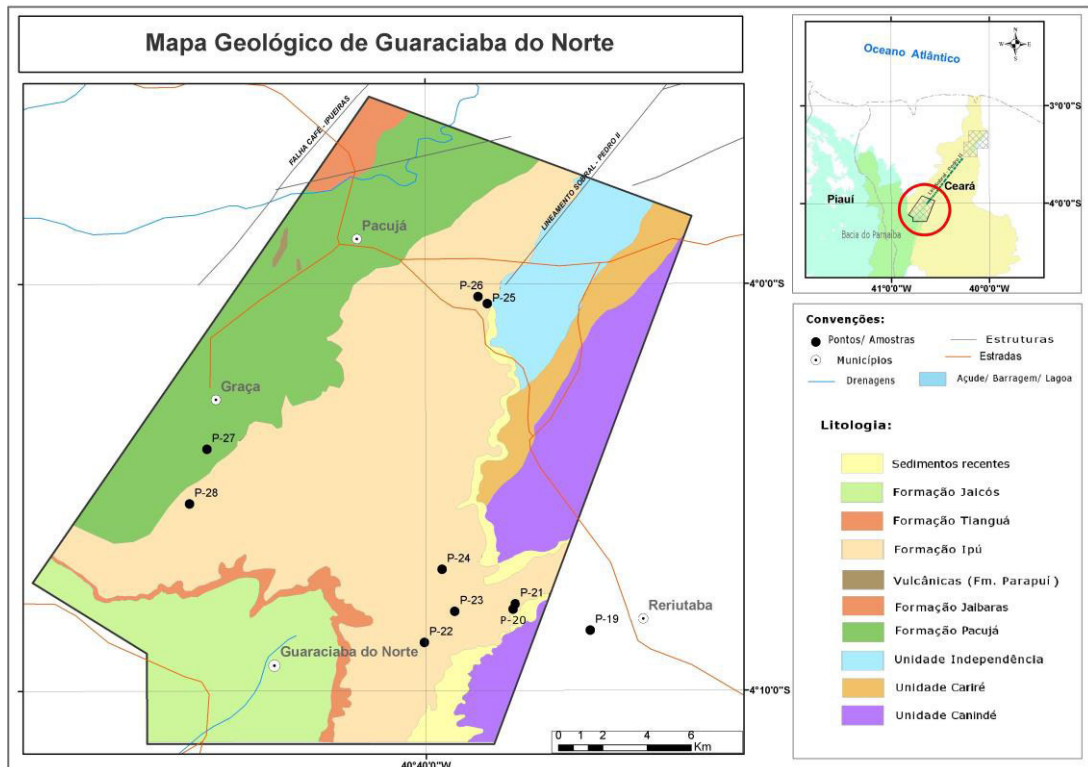 Mapa Geológico de Guaraciaba do Norte
FALHA CAFÉ - IPUEIRAS
LINEAMENTO SOBRAL - PEDRO II
Pacujá
P-26
P-25
Graça
P-27
P-28
P-24
P-21
P-23
P-20
P-19
Reriutaba
P-22
Guaraciaba do Norte
4°0'0"S
4°10'0"S
40°40'0"W
0 1 2 4 6
Km
Oceano Atlântico
N
W E
S
3°0'0"S
Ceará
Piauí
4°0'0"S
Bacia do Parnaíba
41°0'0"W 40°0'0"W
Convenções:
Pontos/ Amostras
Estruturas
Municípios
Estradas
Drenagens
Açude/ Barragem/ Lagoa
Litologia:
Sedimentos recentes
Formação Jaicós
Formação Tianguá
Formação Ipú
Vulcânicas (Fm. Parapuí )
Formação Jaibaras
Formação Pacujá
Unidade Independência
Unidade Cariré
Unidade Canindé